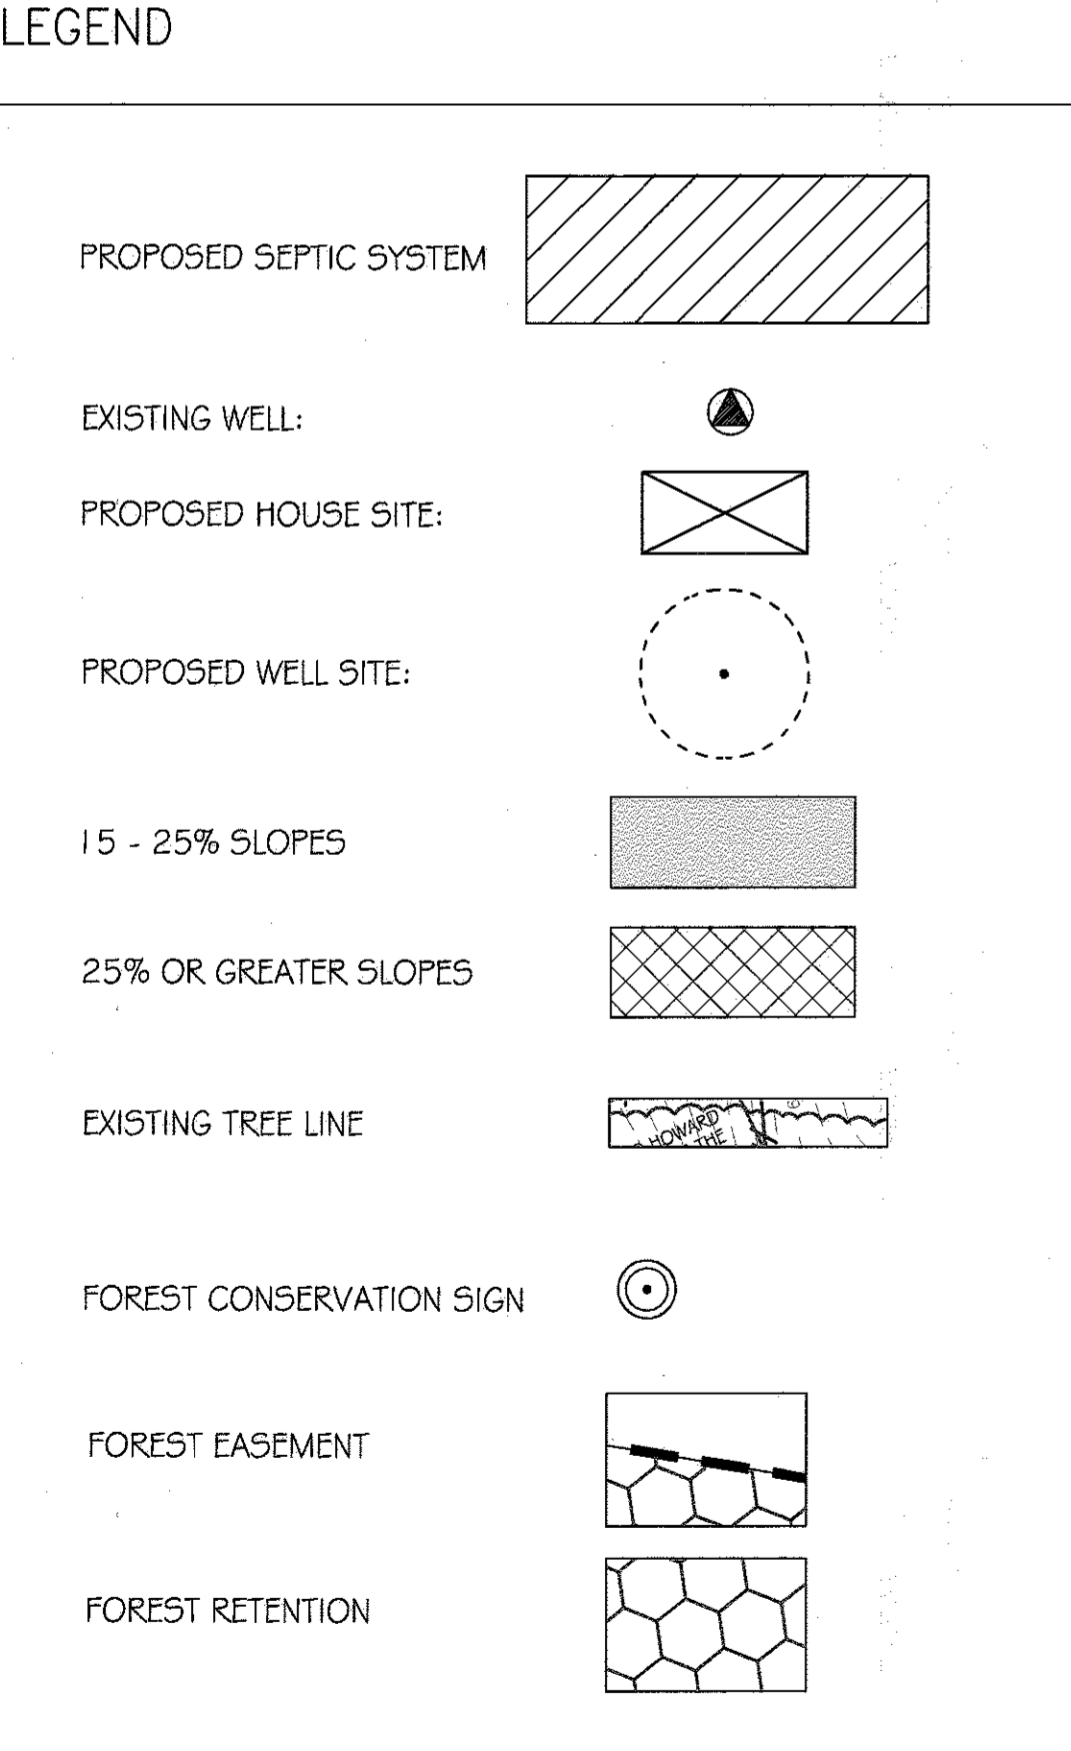 LEGEND
PROPOSED SEPTIC SYSTEM
EXISTING WELL:
PROPOSED HOUSE SITE:
PROPOSED WELL SITE:
15 - 25% SLOPES
25% OR GREATER SLOPES
EXISTING TREE LINE
HOWARD
THE
FOREST CONSERVATION SIGN
FOREST EASEMENT
FOREST RETENTION